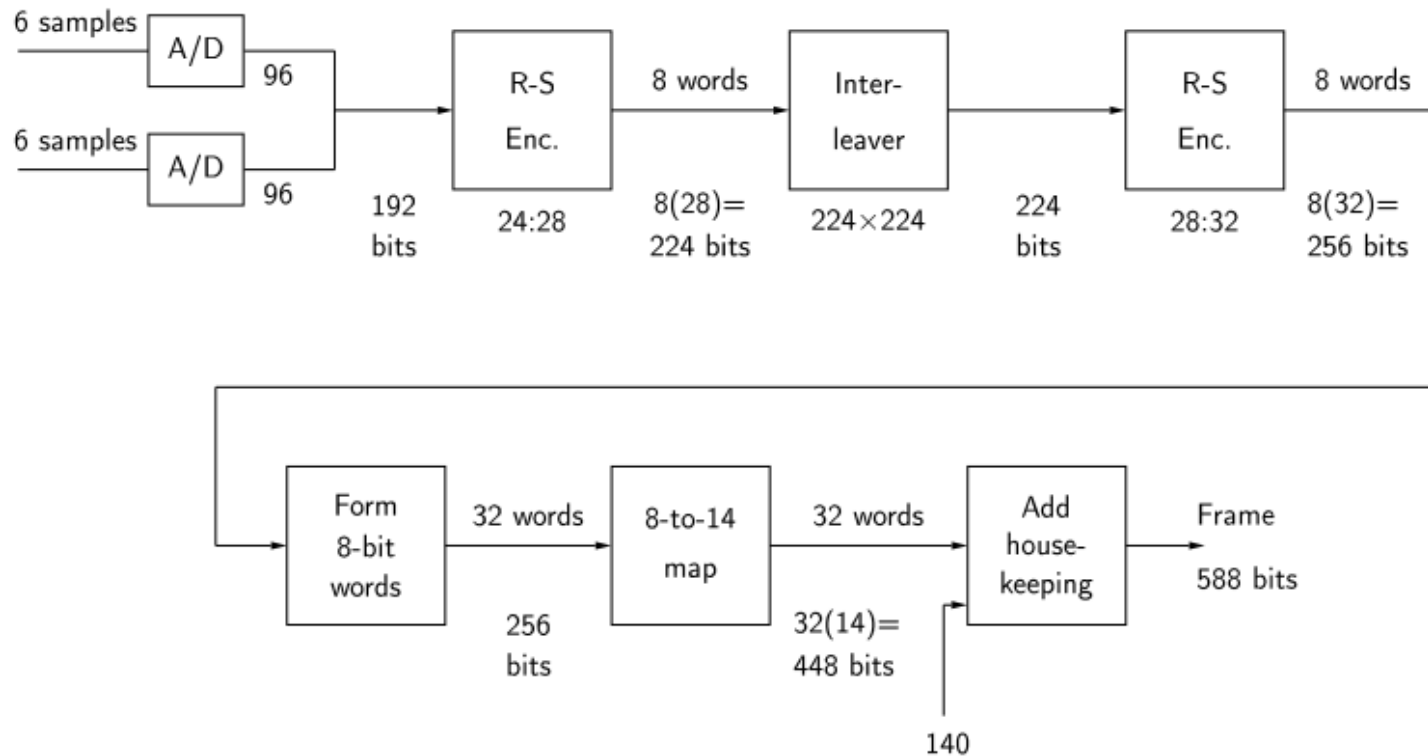 6 samples
A/D
96
6 samples
A/D
96
192
bits
R-S
Enc.
24:28
8 words
8(28)=
224 bits
Inter-
leaver
224×224
224
bits
R-S
Enc.
28:32
8 words
8(32)=
256 bits
Form
8-bit
words
32 words
256
bits
8-to-14
map
32 words
32(14)=
448 bits
Add
house-
keeping
140
Frame
588 bits